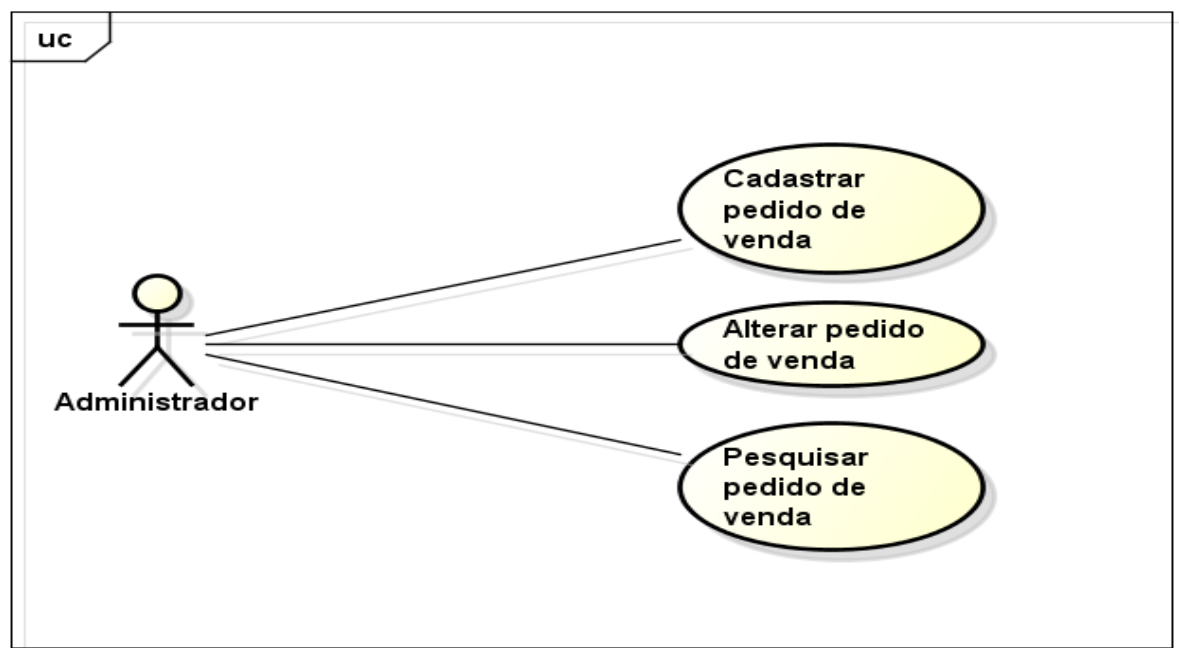 uc
Cadastrar
pedido de
venda
Alterar pedido
de venda
Administrador
Pesquisar
pedido de
venda